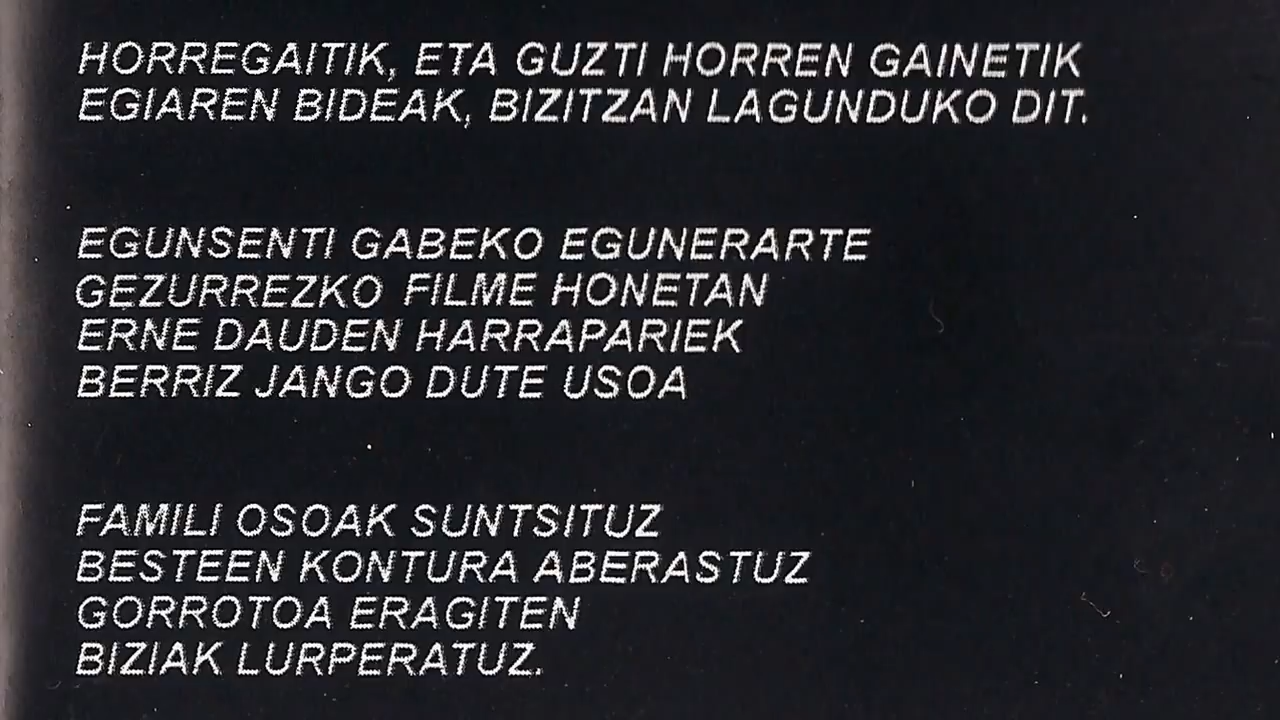 HORREGAITIK, ETA GUZTI HORREN GAINETIK
EGIAREN BIDEAK, BIZITZAN LAGUNDUKO DIT.
EGUNSENTI GABEKO EGUNERARTE
GEZURREZKO FILME HONETAN
ERNE DAUDEN HARRAPARIEK
BERRIZ JANGO DUTE USOA
FAMILI OSOAK SUNTSITUZ
BESTEEN KONTURA ABERASTUZ
GORROTOA ERAGITEN
BIZIAK LURPERATUZ.